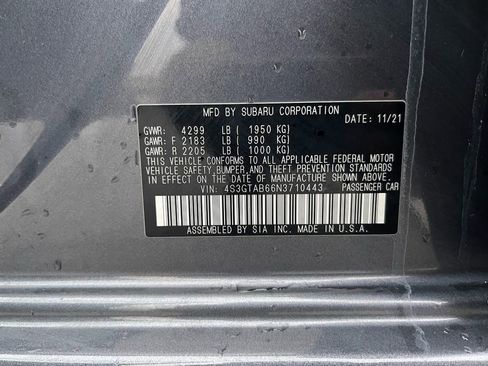 MFD BY SUBARU CORPORATION
DATE: 11/21
GVWR: 4299 LB ( 1950 KG)
GAWR: F 2183 LB ( 990 KG)
GAWR: R 2205 LB ( 1000 KG)
THIS VEHICLE CONFORMS TO ALL APPLICABLE FEDERAL MOTOR
VEHICLE SAFETY, BUMPER, AND THEFT PREVENTION STANDARDS
IN EFFECT ON THE DATE OF MANUFACTURE SHOWN ABOVE.
VIN: 4S3GTAB66N3710443 PASSENGER CAR
ASSEMBLED BY SIA IN U.S.A.